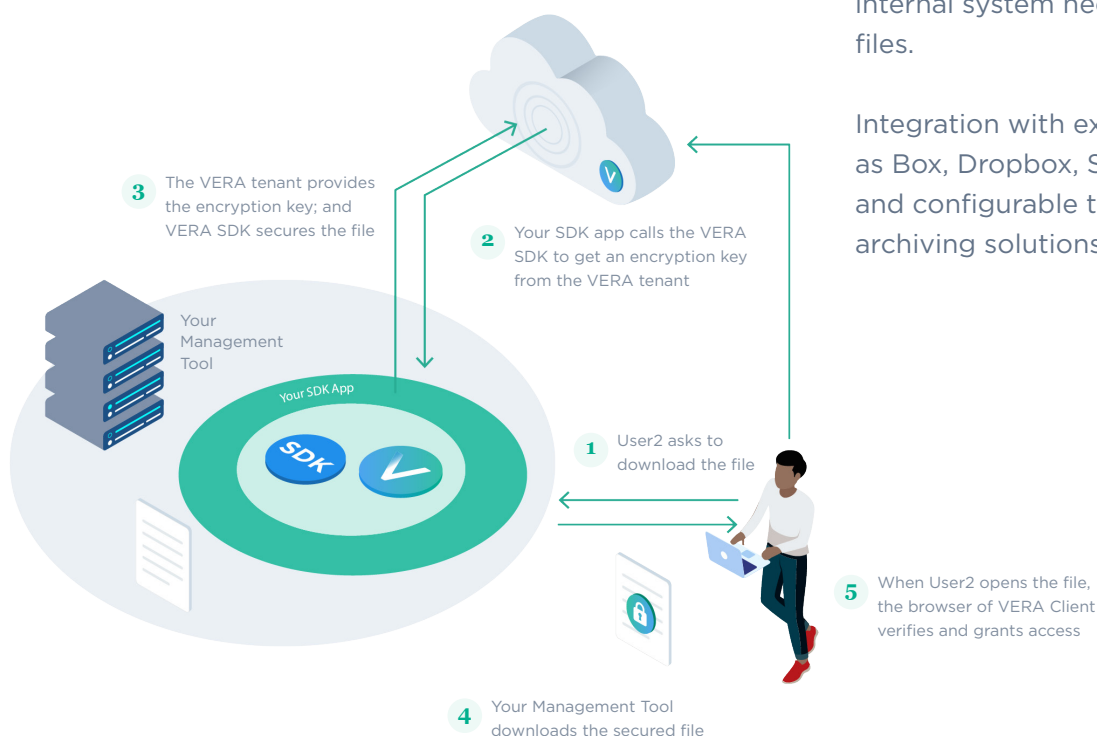 internal system
files.
Integration with
as Box, Dropbox,
and configurable
archiving solutions
3
The VERA tenant provides
the encryption key; and
VERA SDK secures the file
2
Your SDK app calls the VERA
SDK to get an encryption key
from the VERA tenant
Your
Management
Tool
Your SDK App
SDK
1
User2 asks to
download the file
5
When User2 opens the file,
the browser of VERA Client
verifies and grants access
4
Your Management Tool
downloads the secured file